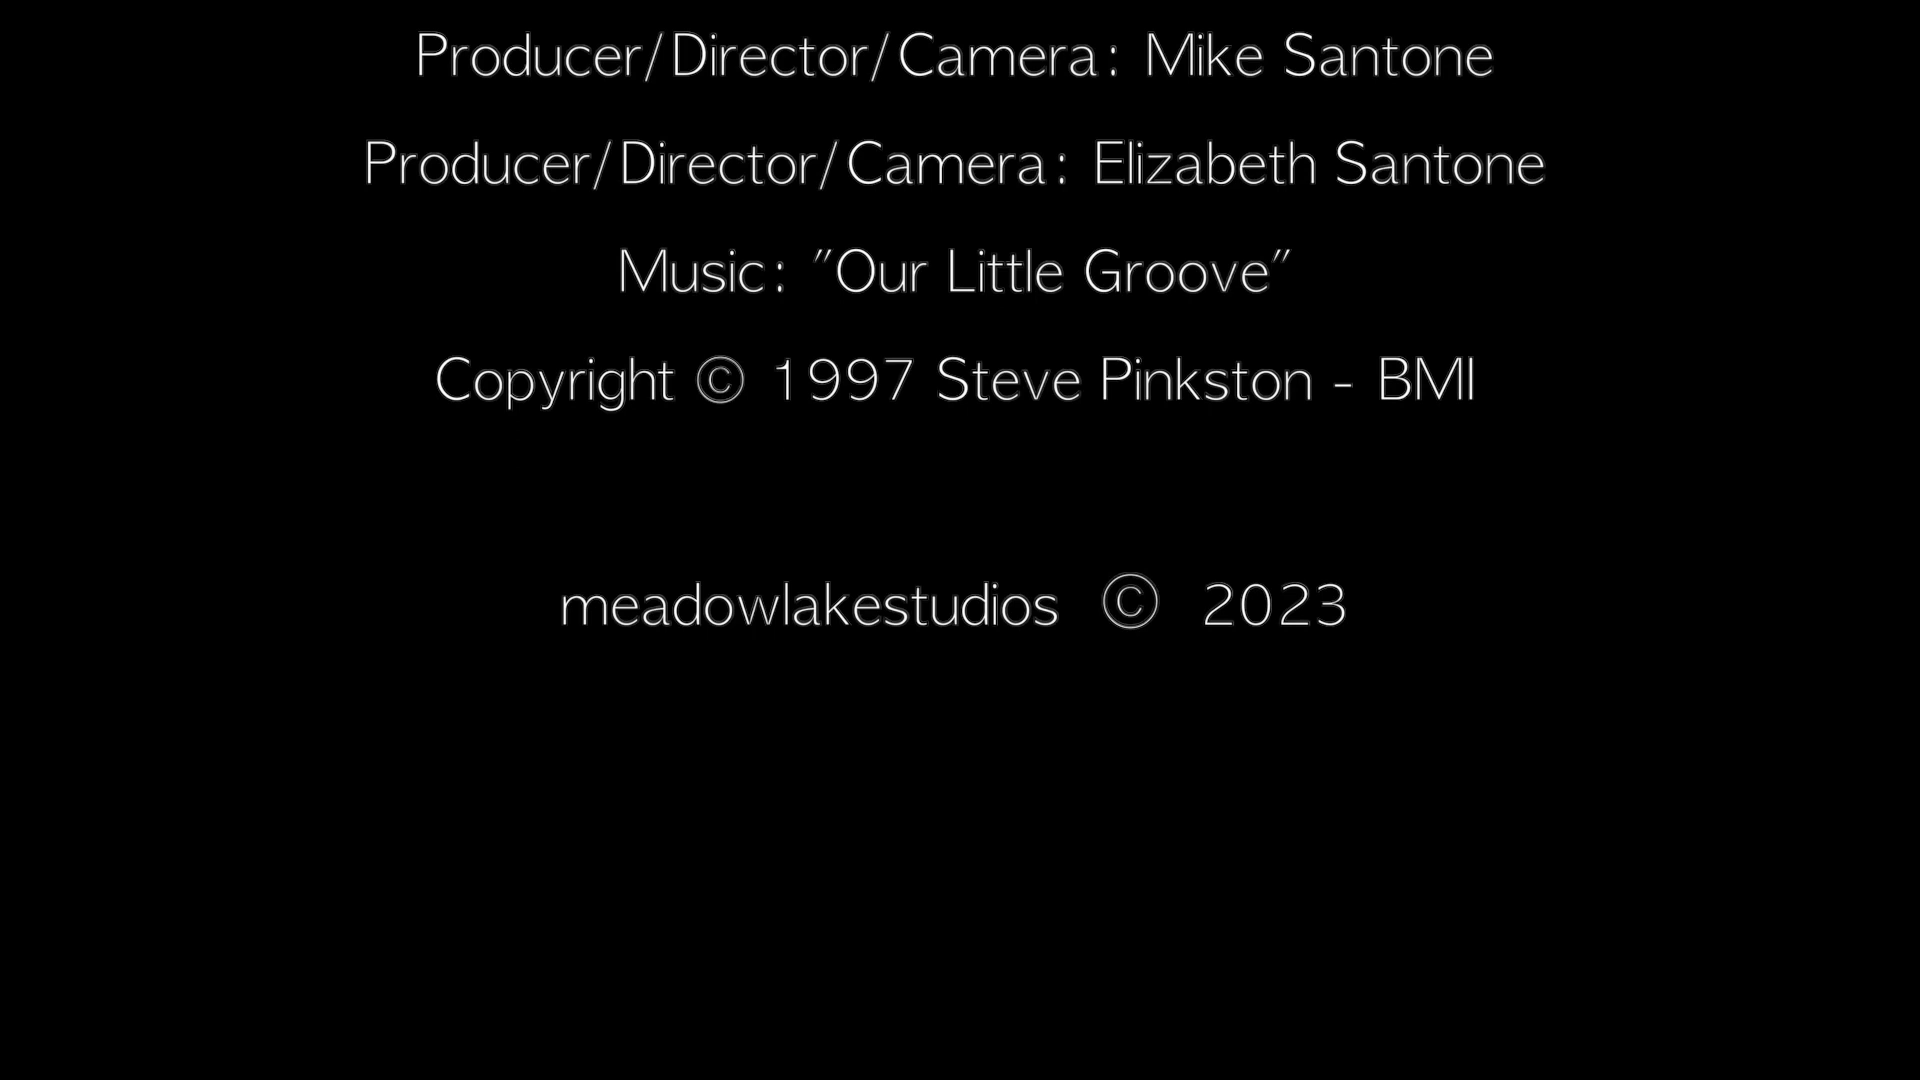 Producer/Director/Camera: Mike Santone
Producer/Director/Camera: Elizabeth Santone
Music: "Our Little Groove"
Copyright © 1997 Steve Pinkston - BMI
meadowlakestudios © 2023